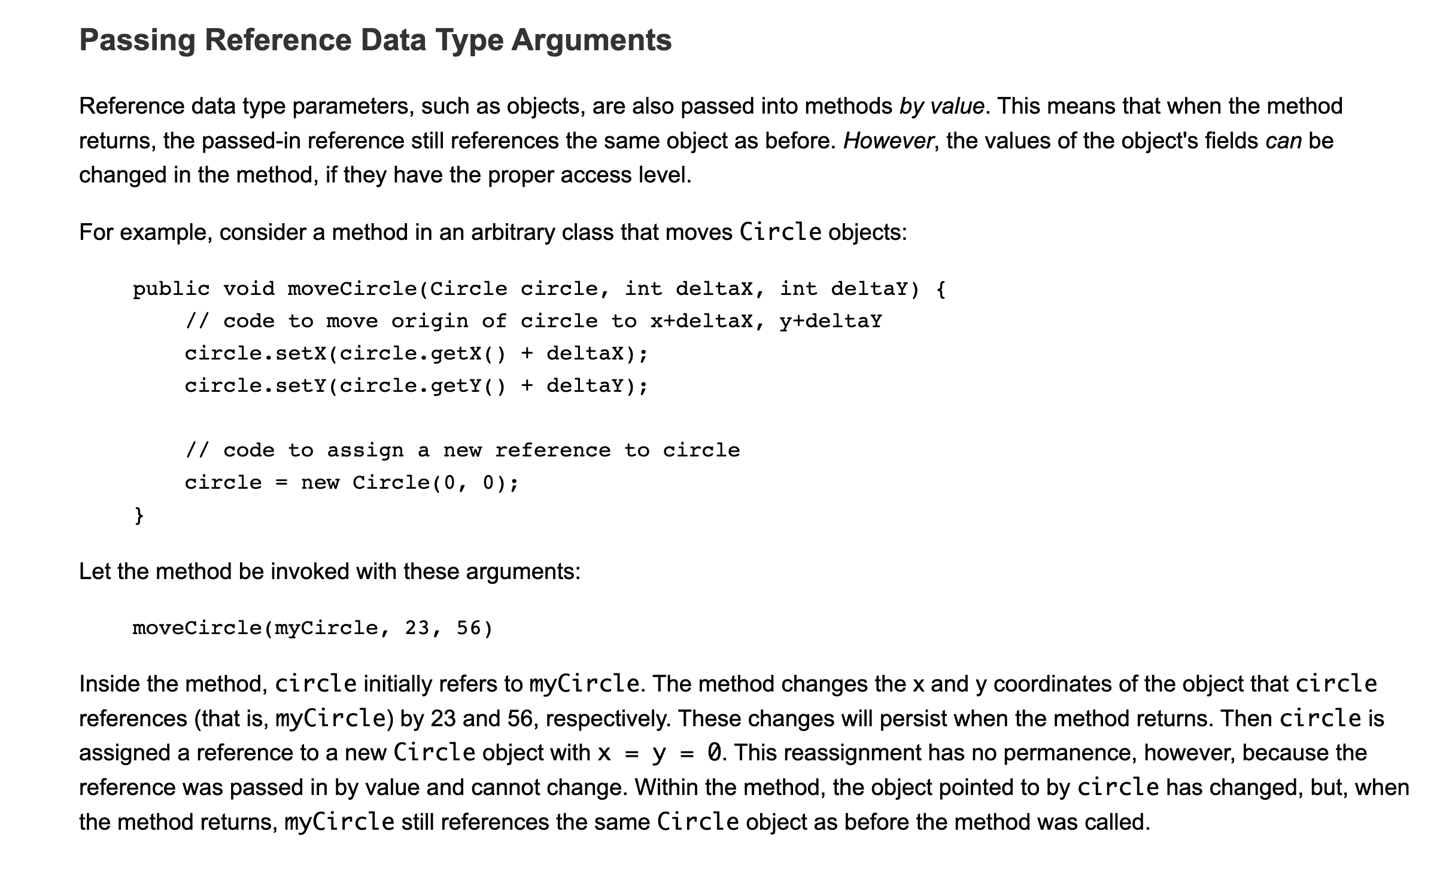 Passing Reference Data Type Arguments
Reference data type parameters, such as objects, are also passed into methods by value. This means that when the method
returns, the passed-in reference still references the same object as before. However, the values of the object's fields can be
changed in the method, if they have the proper access level.
For example, consider a method in an arbitrary class that moves Circle objects:
public void moveCircle(Circle circle, int deltaX, int deltaY) {
    // code to move origin of circle to x+deltaX, y+deltaY
    circle.setX(circle.getX() + deltaX);
    circle.setY(circle.getY() + deltaY);
    // code to assign a new reference to circle
    circle = new Circle(0, 0);
}
Let the method be invoked with these arguments:
moveCircle(myCircle, 23, 56)
Inside the method, circle initially refers to myCircle. The method changes the x and y coordinates of the object that circle
references (that is, myCircle) by 23 and 56, respectively. These changes will persist when the method returns. Then circle is
assigned a reference to a new Circle object with x = y = 0. This reassignment has no permanence, however, because the
reference was passed in by value and cannot change. Within the method, the object pointed to by circle has changed, but, when
the method returns, myCircle still references the same Circle object as before the method was called.